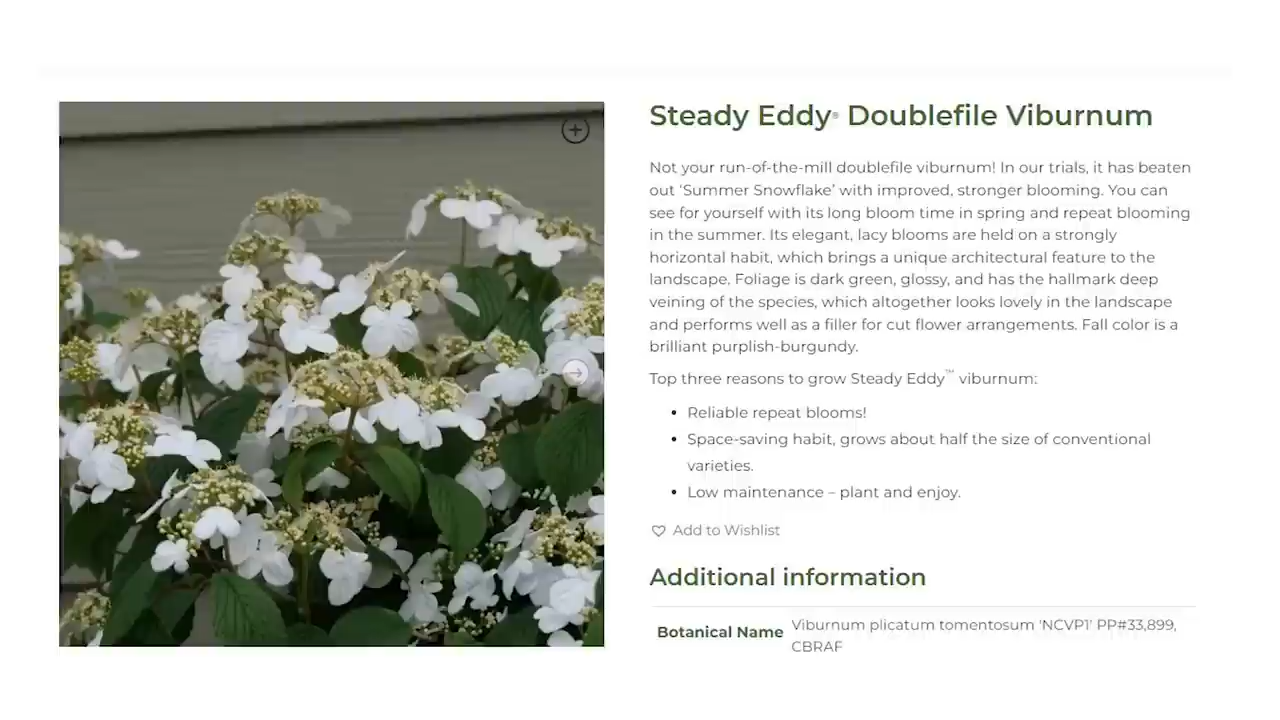 Steady Eddy® Doublefile Viburnum
Not your run-of-the-mill doublefile viburnum! In our trials, it has beaten
out ‘Summer Snowflake’ with improved, stronger blooming. You can
see for yourself with its long bloom time in spring and repeat blooming
in the summer. Its elegant, lacy blooms are held on a strongly
horizontal habit, which brings a unique architectural feature to the
landscape. Foliage is dark green, glossy, and has the hallmark deep
veining of the species, which altogether looks lovely in the landscape
and performs well as a filler for cut flower arrangements. Fall color is a
brilliant purplish-burgundy.
Top three reasons to grow Steady Eddy™ viburnum:
• Reliable repeat blooms!
• Space-saving habit, grows about half the size of conventional
varieties.
• Low maintenance – plant and enjoy.
Add to Wishlist
Additional information
Botanical Name Viburnum plicatum tomentosum 'NCVP1' PP#33,899,
CBRAF